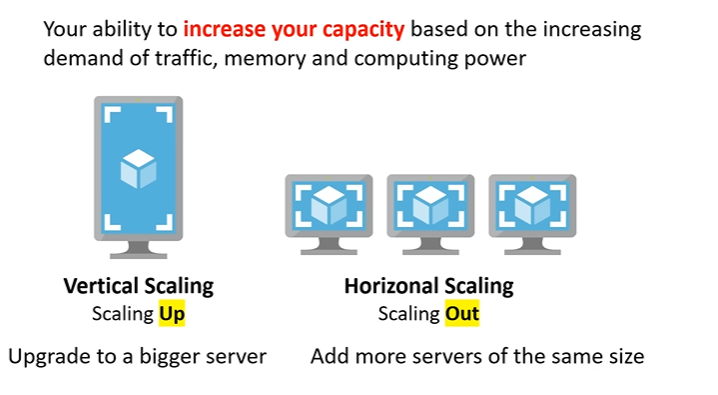 Your ability to increase your capacity based on the increasing
demand of traffic, memory and computing power
Vertical Scaling
Scaling Up
Upgrade to a bigger server
Horizonal Scaling
Scaling Out
Add more servers of the same size